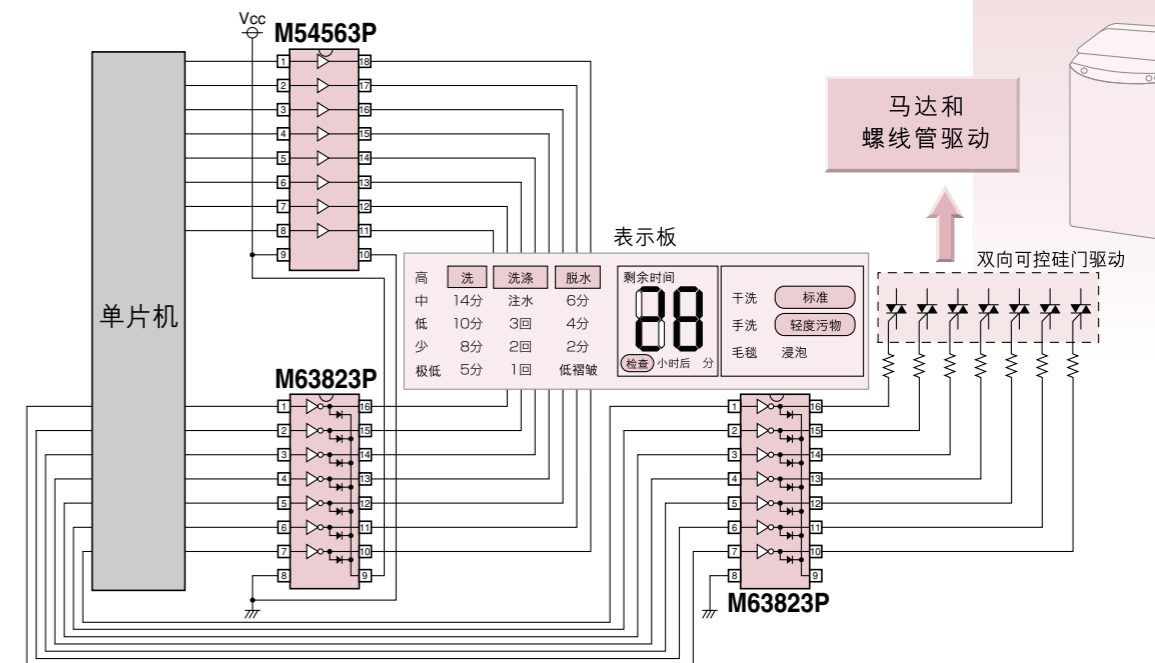 Vcc
M54563P
1 18
2 17
3 16
4 15
5 14
6 13
7 12
8 11
9 10
单片机
马达和
螺线管驱动
表示板
双向可控硅门驱动
高 洗 洗涤 脱水
中 14分 注水 6分
低 10分 3回 4分
少 8分 2回 2分
极低 5分 1回 低褶皱
剩余时间
28
检查 小时后 分
干洗 标准
手洗 轻度污物
毛毯 浸泡
M63823P
1 16
2 15
3 14
4 13
5 12
6 11
7 10
8 9
1 16
2 15
3 14
4 13
5 12
6 11
7 10
8 9
M63823P